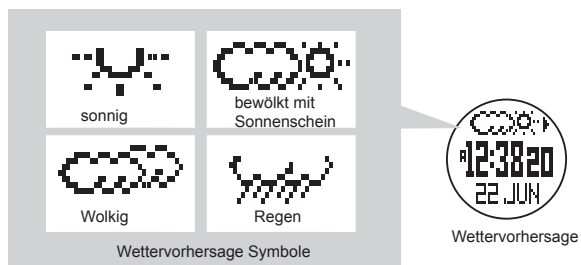 sonnig
bewölkt mit
Sonnenschein
Wolkig
Regen
Wettervorhersage Symbole
A 12:38 20
22 JUN
Wettervorhersage